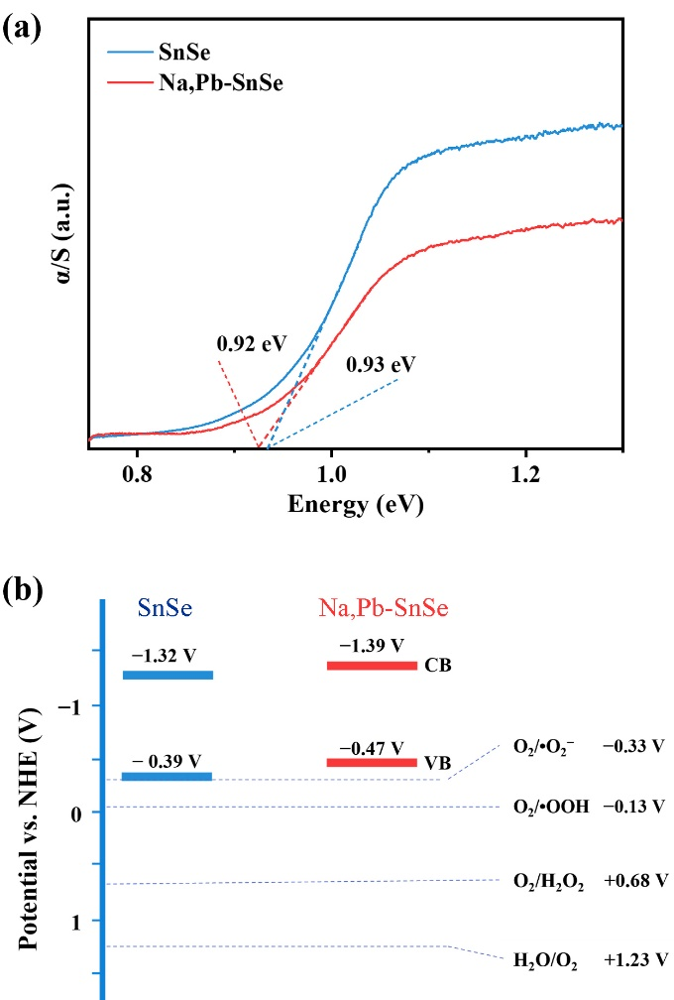 (a)
SnSe
Na,Pb-SnSe
0.92 eV
0.93 eV
α/S (a.u.)
0.8 1.0 1.2
Energy (eV)
(b)
SnSe Na,Pb-SnSe
−1.32 V −1.39 V
CB
−1
− 0.39 V −0.47 V
VB
O₂/•O₂⁻ −0.33 V
0
O₂/•OOH −0.13 V
O₂/H₂O₂ +0.68 V
1
H₂O/O₂ +1.23 V
Potential vs. NHE (V)